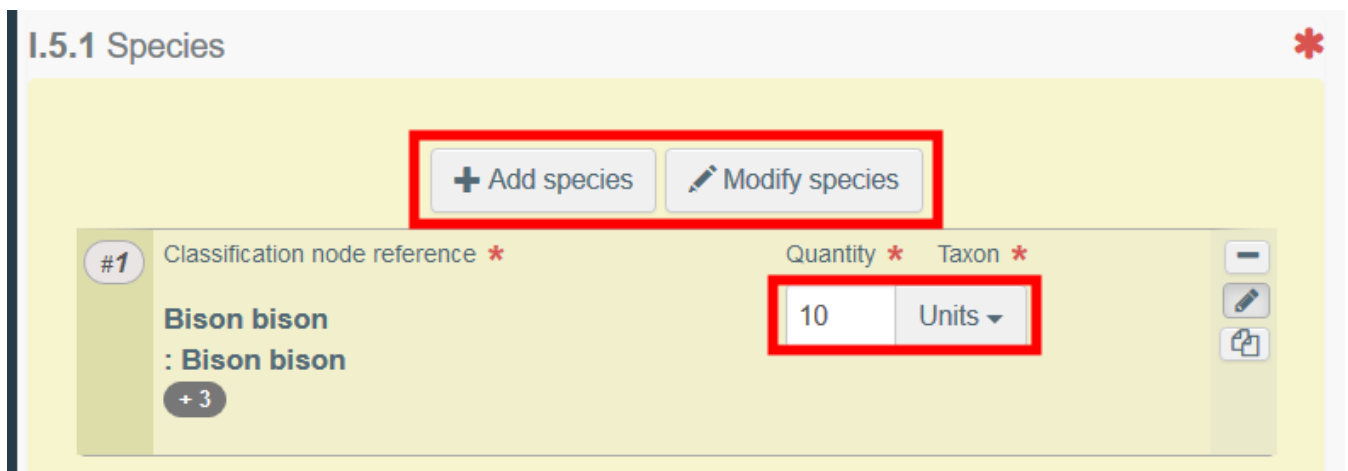 I.5.1 Species *
+ Add species Modify species
#1 Classification node reference * Quantity * Taxon *
10 Units
Bison bison
: Bison bison
+ 3